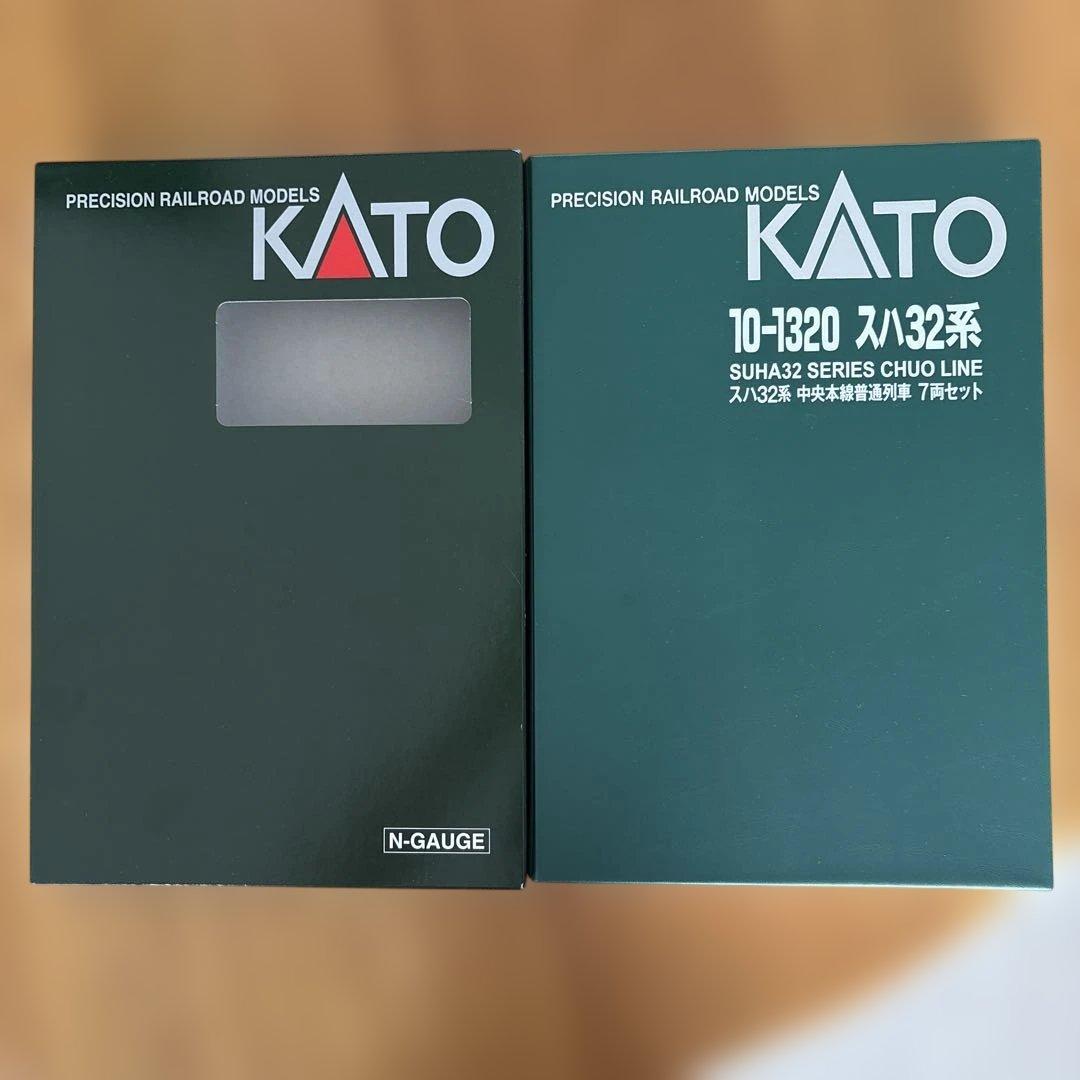 PRECISION RAILROAD MODELS
KATO
N-GAUGE
PRECISION RAILROAD MODELS
KATO
10-1320 スハ32系
SUHA32 SERIES CHUO LINE
スハ32系 中央本線普通列車 7両セット